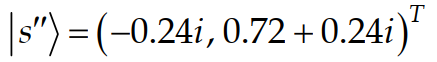 |s″⟩ = (−0.24i, 0.72 + 0.24i)ᵀ